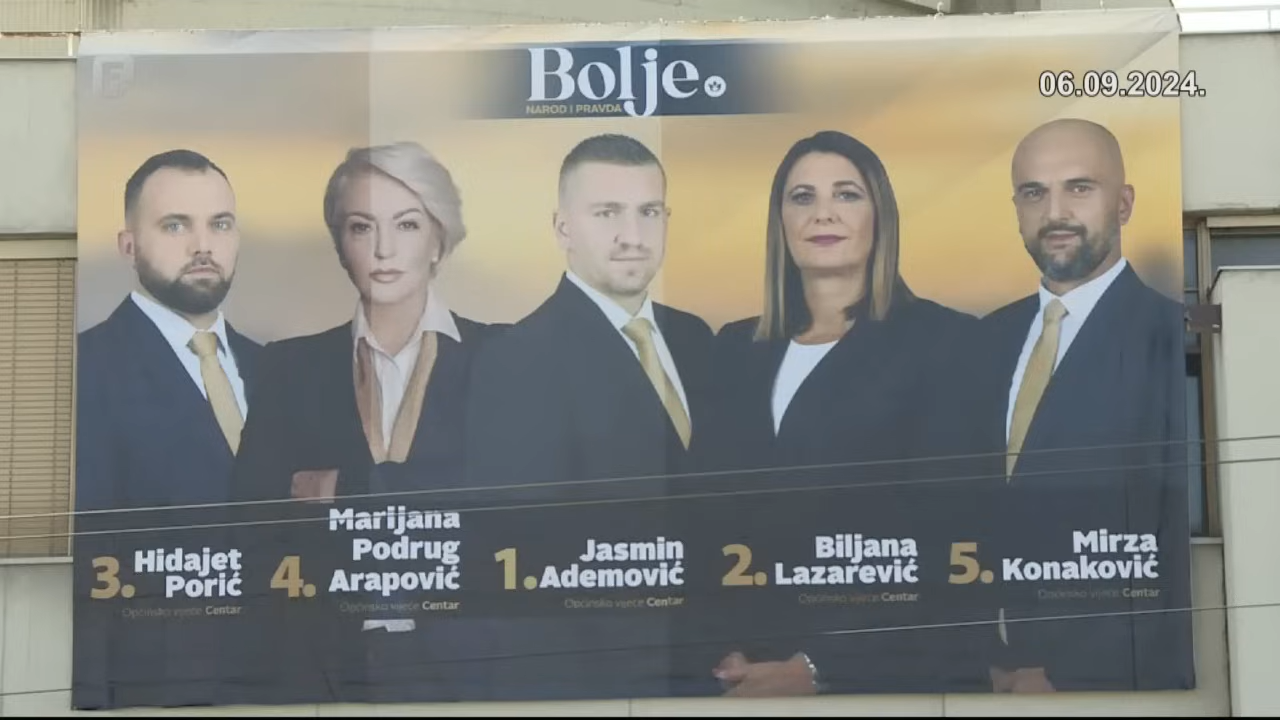 Bolje.
NAROD I PRAVDA
06.09.2024.
3. Hidajet
Porić
Općinsko vijeće Centar
4. Marijana
Podrug
Arapović
Općinsko vijeće Centar
1. Jasmin
Ademović
Općinsko vijeće Centar
2. Biljana
Lazarević
Općinsko vijeće Centar
5. Mirza
Konaković
Općinsko vijeće Centar